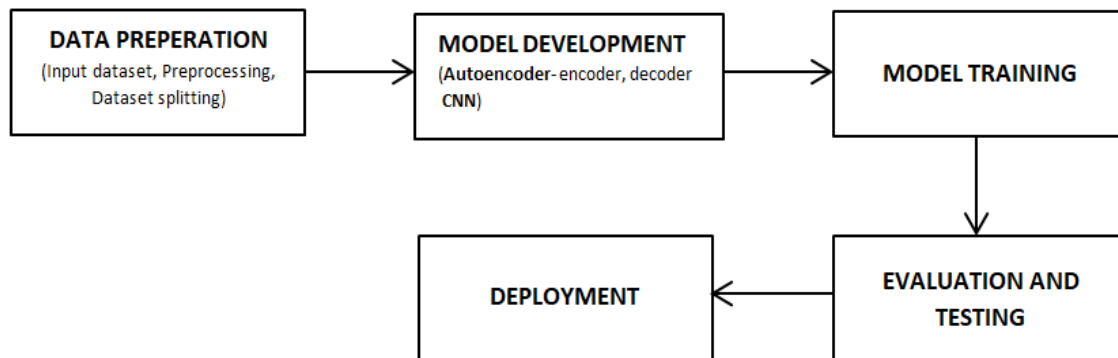 DATA PREPERATION
(Input dataset, Preprocessing,
Dataset splitting)
MODEL DEVELOPMENT
(Autoencoder- encoder, decoder
CNN)
MODEL TRAINING
EVALUATION AND
TESTING
DEPLOYMENT